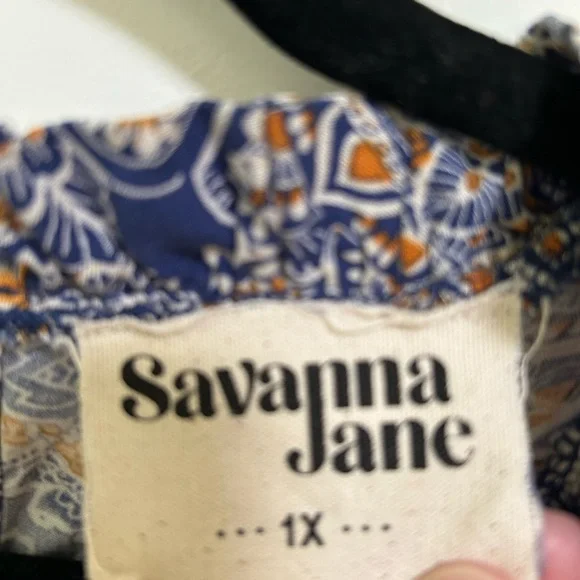 Savanna
Jane
--- 1X ---